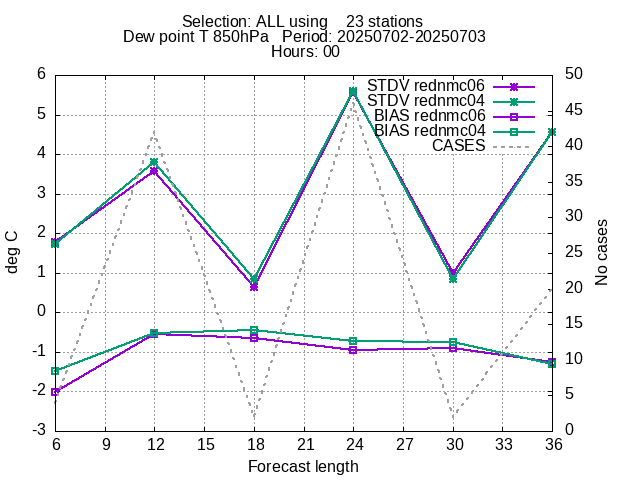 Selection: ALL using 23 stations
Dew point T 850hPa Period: 20250702-20250703
Hours: 00
STDV rednmc06
STDV rednmc04
BIAS rednmc06
BIAS rednmc04
CASES
6
5
4
3
2
1
0
-1
-2
-3
deg C
50
45
40
35
30
25
20
15
10
5
0
No cases
6 9 12 15 18 21 24 27 30 33 36
Forecast length